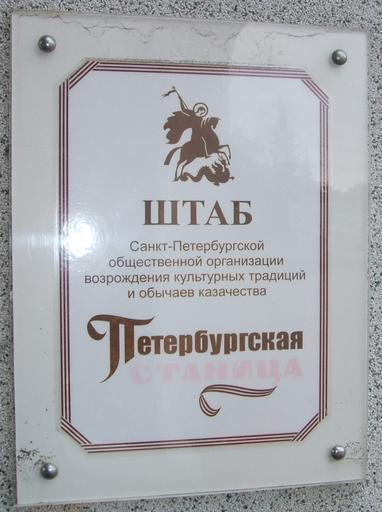 ШТАБ
Санкт-Петербургской
общественной организации
возрождения культурных традиций
и обычаев казачества
Петербургская
СТАНИЦА